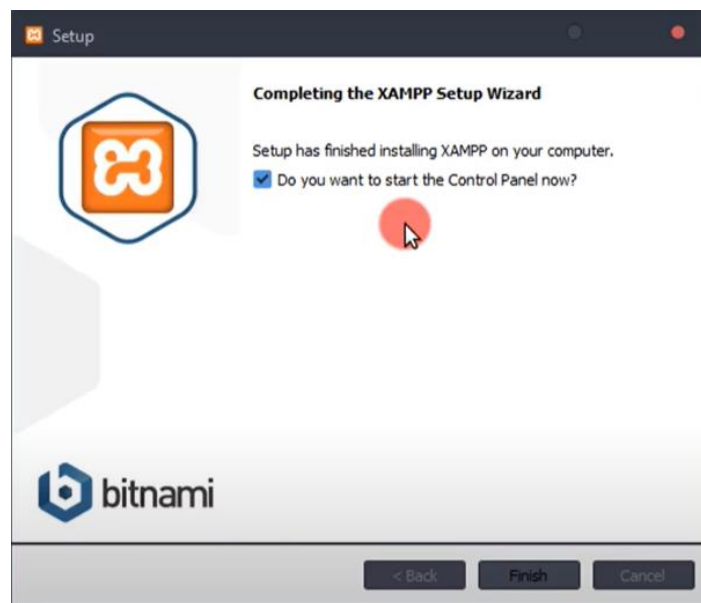 Setup
Completing the XAMPP Setup Wizard
Setup has finished installing XAMPP on your computer.
Do you want to start the Control Panel now?
bitnami
< Back
Finish
Cancel